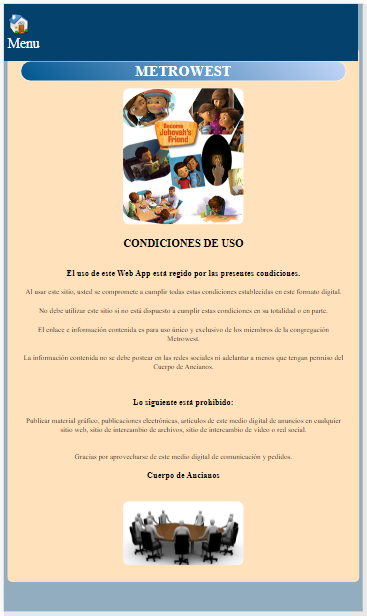 Menu
METROWEST
Become
Jehovah's
Friend
CONDICIONES DE USO
El uso de este Web App está regido por las presentes condiciones.
Al usar este sitio, usted se compromete a cumplir todas estas condiciones establecidas en este formato digital.
No debe utilizar este sitio si no está dispuesto a cumplir estas condiciones en su totalidad o en parte.
El enlace e información contenida es para uso único y exclusivo de los miembros de la congregación
Metrowest.
La información contenida no se debe postear en las redes sociales ni adelantar a menos que tengan permiso del
Cuerpo de Ancianos.
Lo siguiente está prohibido:
Publicar material gráfico, publicaciones electrónicas, artículos de este medio digital de anuncios en cualquier
sitio web, sitio de intercambio de archivos, sitio de intercambio de video o red social.
Gracias por aprovecharse de este medio digital de comunicación y pedidos.
Cuerpo de Ancianos